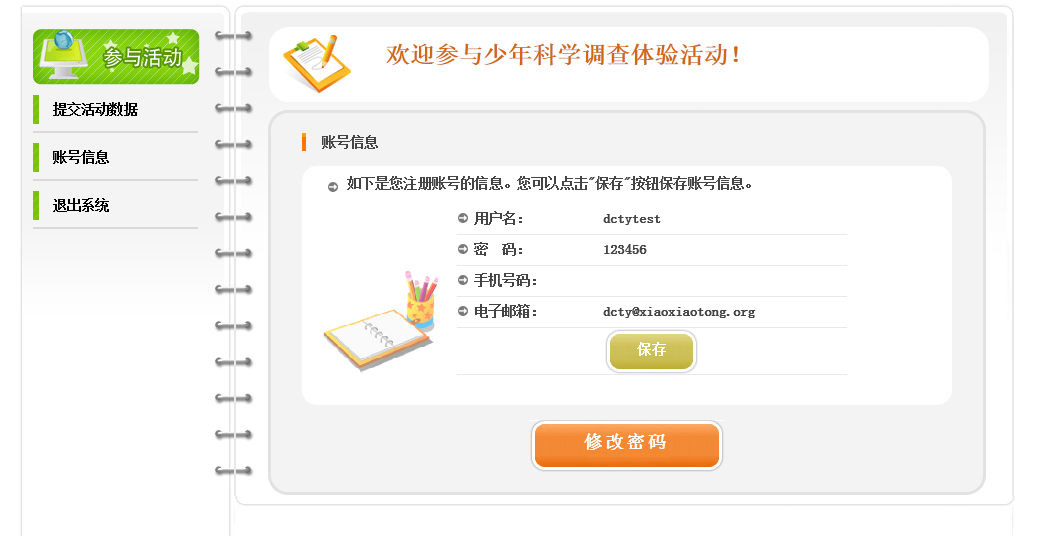 参与活动
提交活动数据
账号信息
退出系统
欢迎参与少年科学调查体验活动！
账号信息
如下是您注册账号的信息。您可以点击"保存"按钮保存账号信息。
用户名： dctytest
密 码： 123456
手机号码：
电子邮箱： dcty@xiaoxiaotong.org
保存
修改密码